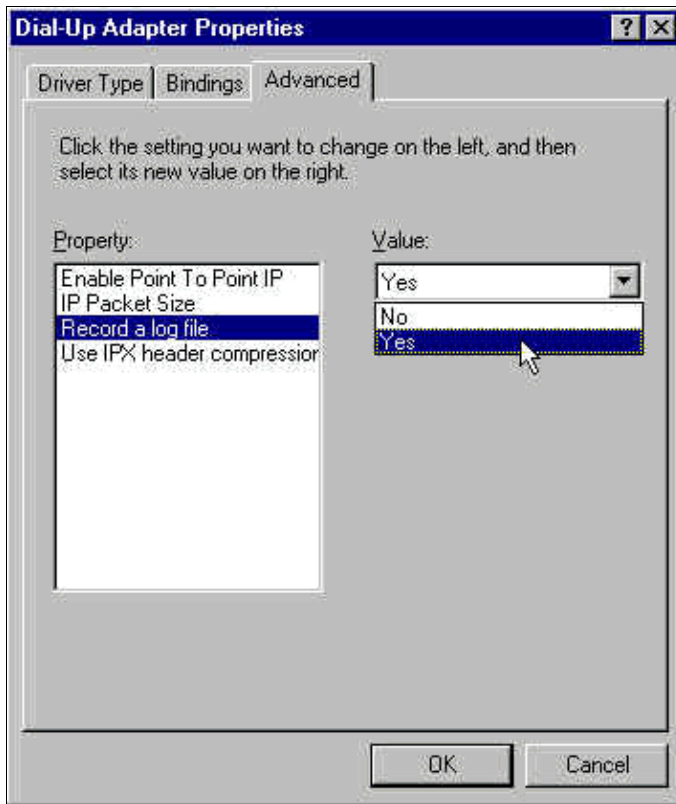 Dial-Up Adapter Properties
Driver Type
Bindings
Advanced
Click the setting you want to change on the left, and then
select its new value on the right.
Property:
Enable Point To Point IP
IP Packet Size
Record a log file
Use IPX header compression
Value:
Yes
No
Yes
OK
Cancel